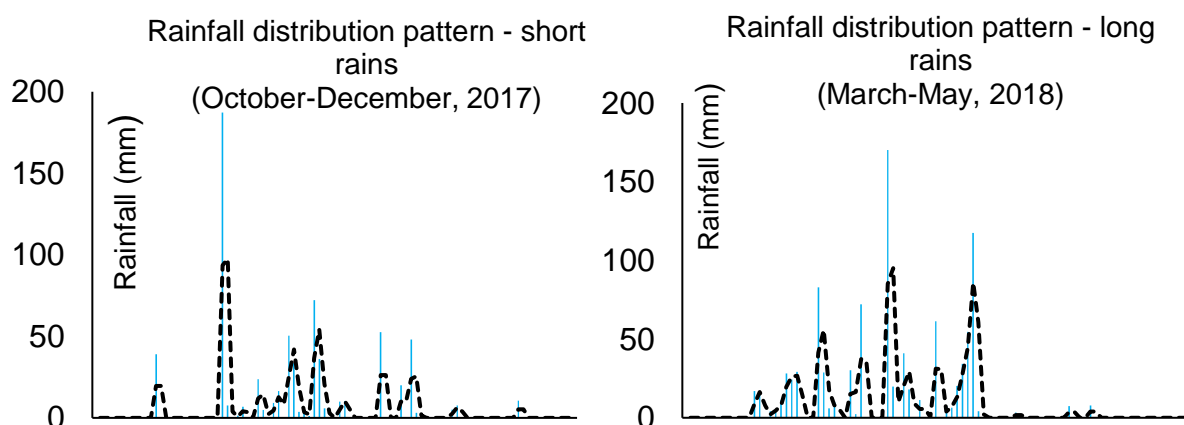 Rainfall distribution pattern - short
rains
(October-December, 2017)
200
150
100
50
0
Rainfall (mm)
Rainfall distribution pattern - long
rains
(March-May, 2018)
200
150
100
50
0
Rainfall (mm)